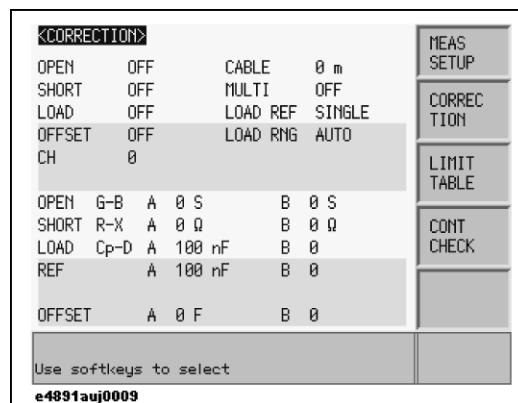 <CORRECTION>
OPEN OFF CABLE 0 m
SHORT OFF MULTI OFF
LOAD OFF LOAD REF SINGLE
OFFSET OFF LOAD RNG AUTO
CH 0
OPEN G-B A 0 S B 0 S
SHORT R-X A 0 Ω B 0 Ω
LOAD Cp-D A 100 nF B 0
REF A 100 nF B 0
OFFSET A 0 F B 0
MEAS
SETUP
CORREC
TION
LIMIT
TABLE
CONT
CHECK
Use softkeys to select
e4891auj0009